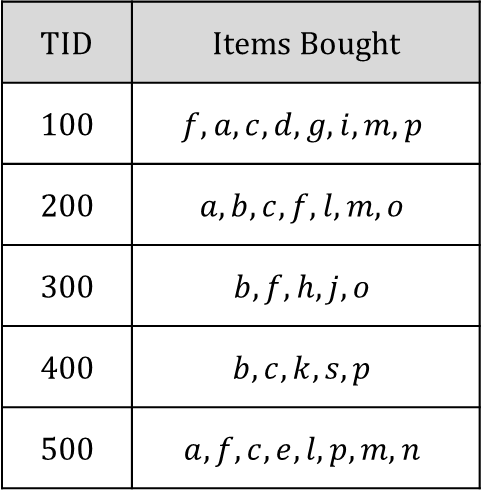 TID Items Bought
100 f, a, c, d, g, i, m, p
200 a, b, c, f, l, m, o
300 b, f, h, j, o
400 b, c, k, s, p
500 a, f, c, e, l, p, m, n